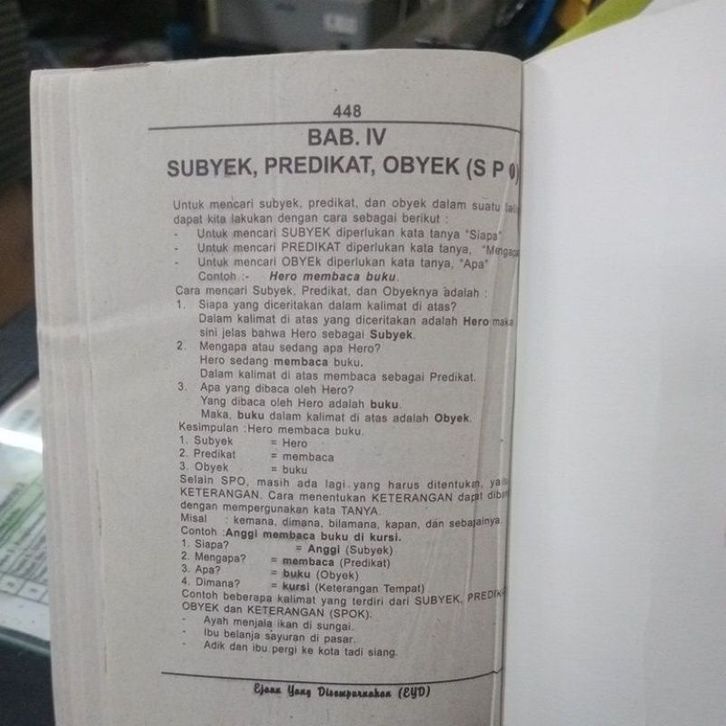 448
BAB. IV
SUBYEK, PREDIKAT, OBYEK (S P O)
Untuk mencari subyek, predikat, dan obyek dalam suatu
dapat kita lakukan dengan cara sebagai berikut :
- Untuk mencari SUBYEK diperlukan kata tanya "Siapa"
- Untuk mencari PREDIKAT diperlukan kata tanya, "Mengapa
- Untuk mencari OBYEk diperlukan kata tanya, "Apa"
Contoh :- Hero membaca buku.
Cara mencari Subyek, Predikat, dan Obyeknya adalah :
1. Siapa yang diceritakan dalam kalimat di atas?
Dalam kalimat di atas yang diceritakan adalah Hero maka
sini jelas bahwa Hero sebagai Subyek.
2. Mengapa atau sedang apa Hero?
Hero sedang membaca buku.
Dalam kalimat di atas membaca sebagai Predikat.
3. Apa yang dibaca oleh Hero?
Yang dibaca oleh Hero adalah buku.
Maka, buku dalam kalimat di atas adalah Obyek.
Kesimpulan :Hero membaca buku.
1. Subyek = Hero
2. Predikat = membaca
3. Obyek = buku
Selain SPO, masih ada lagi yang harus ditentukan,
KETERANGAN. Cara menentukan KETERANGAN dapat
dengan mempergunakan kata TANYA.
Misal : kemana, dimana, bilamana, kapan, dan sebajainya.
Contoh :Anggi membaca buku di kursi.
1. Siapa? = Anggi (Subyek)
2. Mengapa? = membaca (Predikat)
3. Apa? = buku (Obyek)
4. Dimana? = kursi (Keterangan Tempat)
Contoh beberapa kalimat yang terdiri dari SUBYEK, PREDIK
OBYEK dan KETERANGAN (SPOK).
- Ayah menjala ikan di sungai.
- Ibu belanja sayuran di pasar.
- Adik dan ibu pergi ke kota tadi siang.
Ejaan Yang Disempurnakan (EYD)